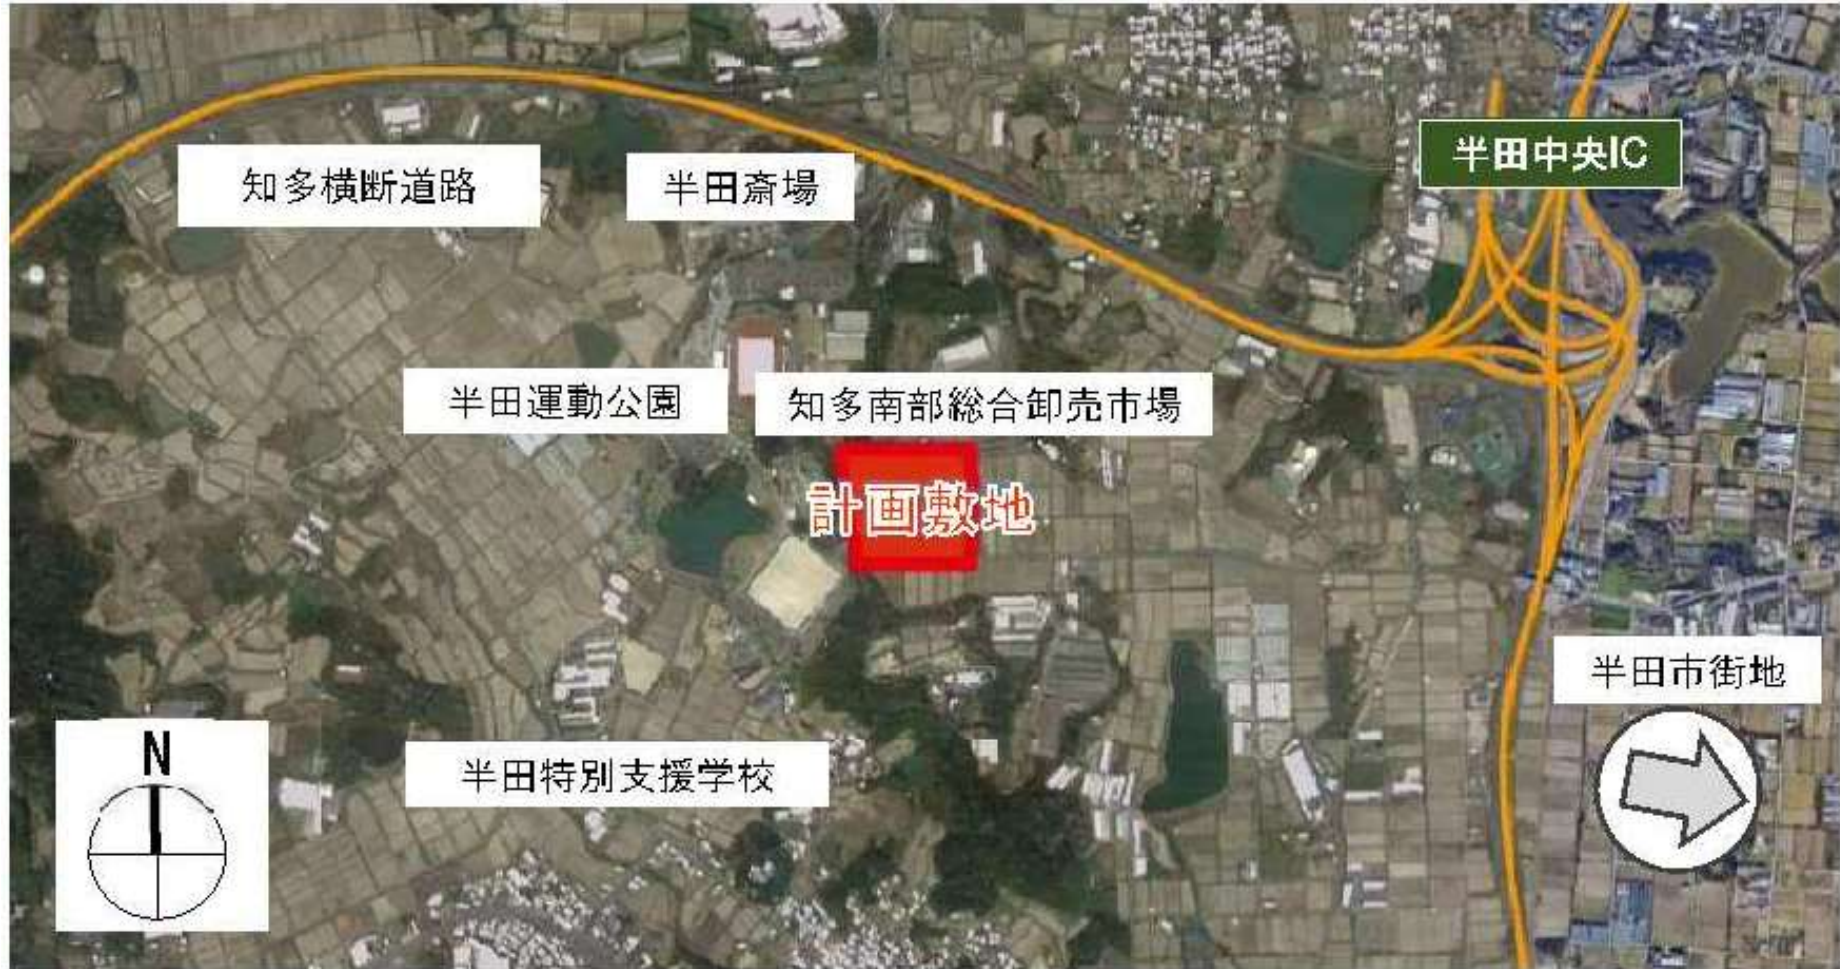 半田中央IC
知多横断道路
半田斎場
半田運動公園
知多南部総合卸売市場
計画敷地
半田市街地
半田特別支援学校
N